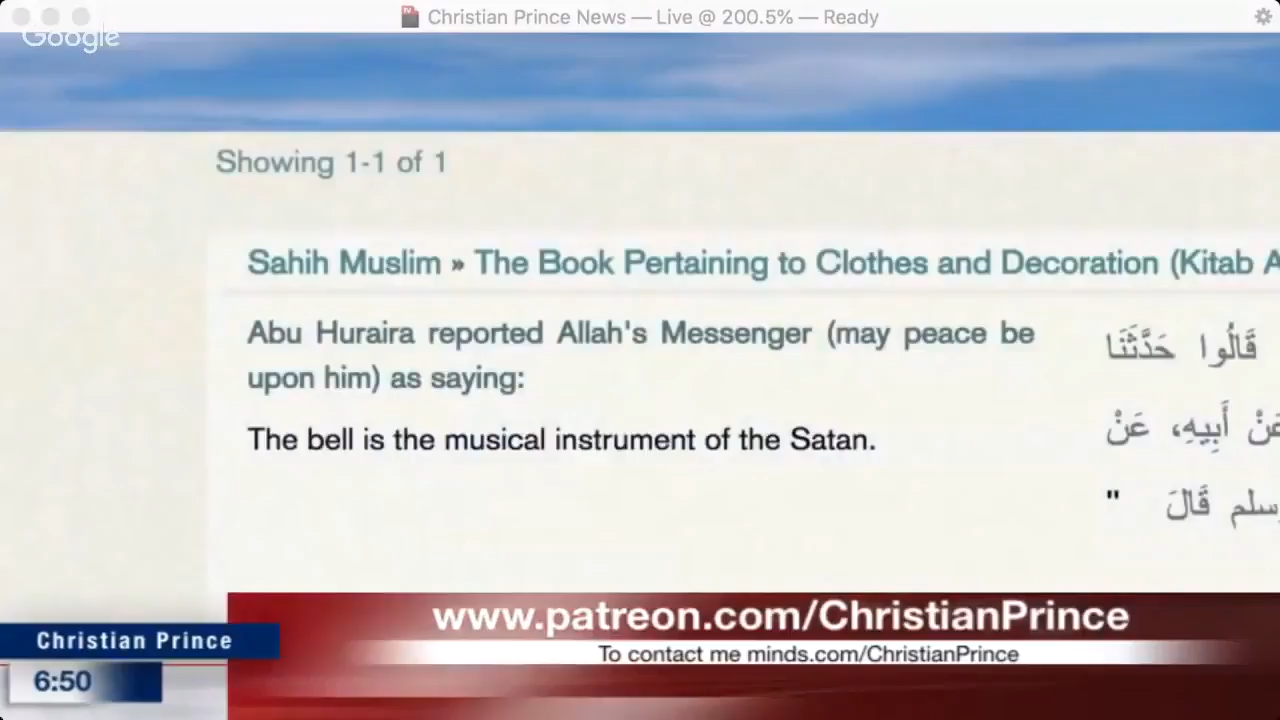 Christian Prince News — Live @ 200.5% — Ready
Google
Showing 1-1 of 1
Sahih Muslim » The Book Pertaining to Clothes and Decoration (Kitab A
Abu Huraira reported Allah's Messenger (may peace be
upon him) as saying:
The bell is the musical instrument of the Satan.
قَالُوا حَدَّثَنَا
عَنْ أَبِيهِ، عَنْ
وسلم قَالَ "
www.patreon.com/ChristianPrince
To contact me minds.com/ChristianPrince
Christian Prince
6:50